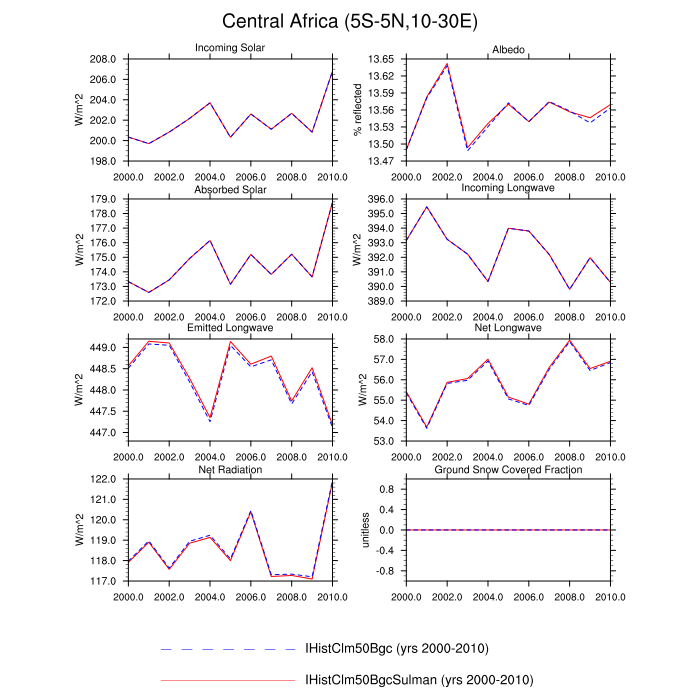 Central Africa (5S-5N,10-30E)
Incoming Solar
W/m^2
208.0
206.0
204.0
202.0
200.0
198.0
2000.0 2002.0 2004.0 2006.0 2008.0 2010.0
Albedo
% reflected
13.65
13.62
13.59
13.56
13.53
13.50
13.47
2000.0 2002.0 2004.0 2006.0 2008.0 2010.0
Absorbed Solar
W/m^2
179.0
178.0
177.0
176.0
175.0
174.0
173.0
172.0
2000.0 2002.0 2004.0 2006.0 2008.0 2010.0
Incoming Longwave
W/m^2
396.0
395.0
394.0
393.0
392.0
391.0
390.0
389.0
2000.0 2002.0 2004.0 2006.0 2008.0 2010.0
Emitted Longwave
W/m^2
449.0
448.5
448.0
447.5
447.0
2000.0 2002.0 2004.0 2006.0 2008.0 2010.0
Net Longwave
W/m^2
58.0
57.0
56.0
55.0
54.0
53.0
2000.0 2002.0 2004.0 2006.0 2008.0 2010.0
Net Radiation
W/m^2
122.0
121.0
120.0
119.0
118.0
117.0
2000.0 2002.0 2004.0 2006.0 2008.0 2010.0
Ground Snow Covered Fraction
unitless
0.8
0.4
0.0
-0.4
-0.8
2000.0 2002.0 2004.0 2006.0 2008.0 2010.0
IHistClm50Bgc (yrs 2000-2010)
IHistClm50BgcSulman (yrs 2000-2010)